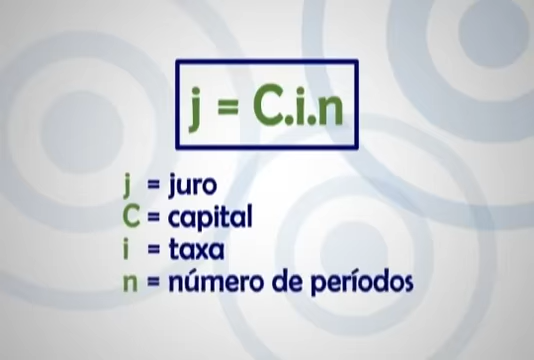 j = C.i.n
j = juro
C = capital
i = taxa
n = número de períodos